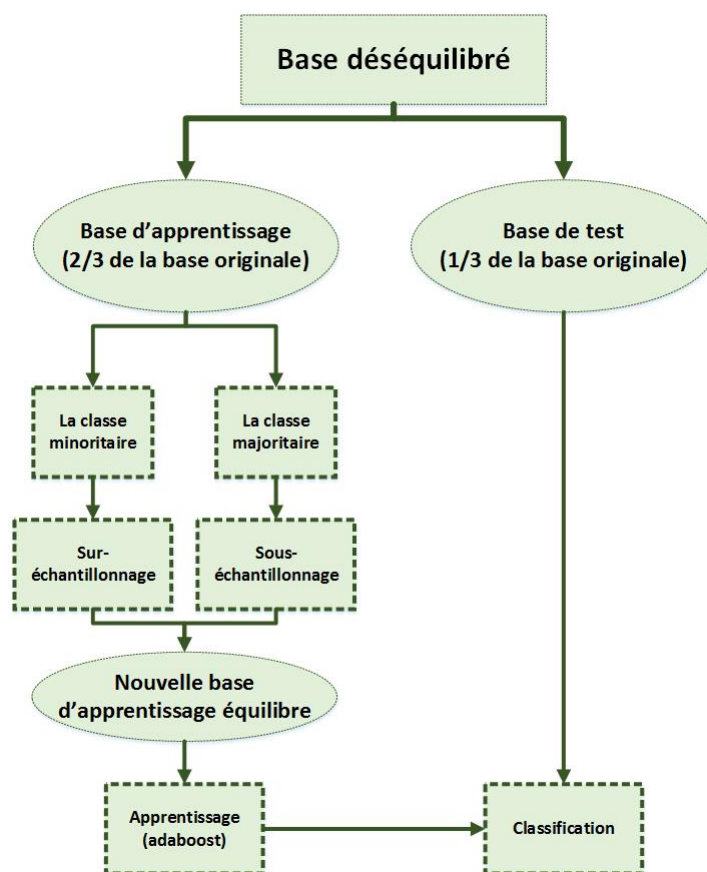 Base déséquilibré
Base d'apprentissage
(2/3 de la base originale)
Base de test
(1/3 de la base originale)
La classe
minoritaire
La classe
majoritaire
Sur-
échantillonnage
Sous-
échantillonnage
Nouvelle base
d'apprentissage équilibre
Apprentissage
(adaboost)
Classification